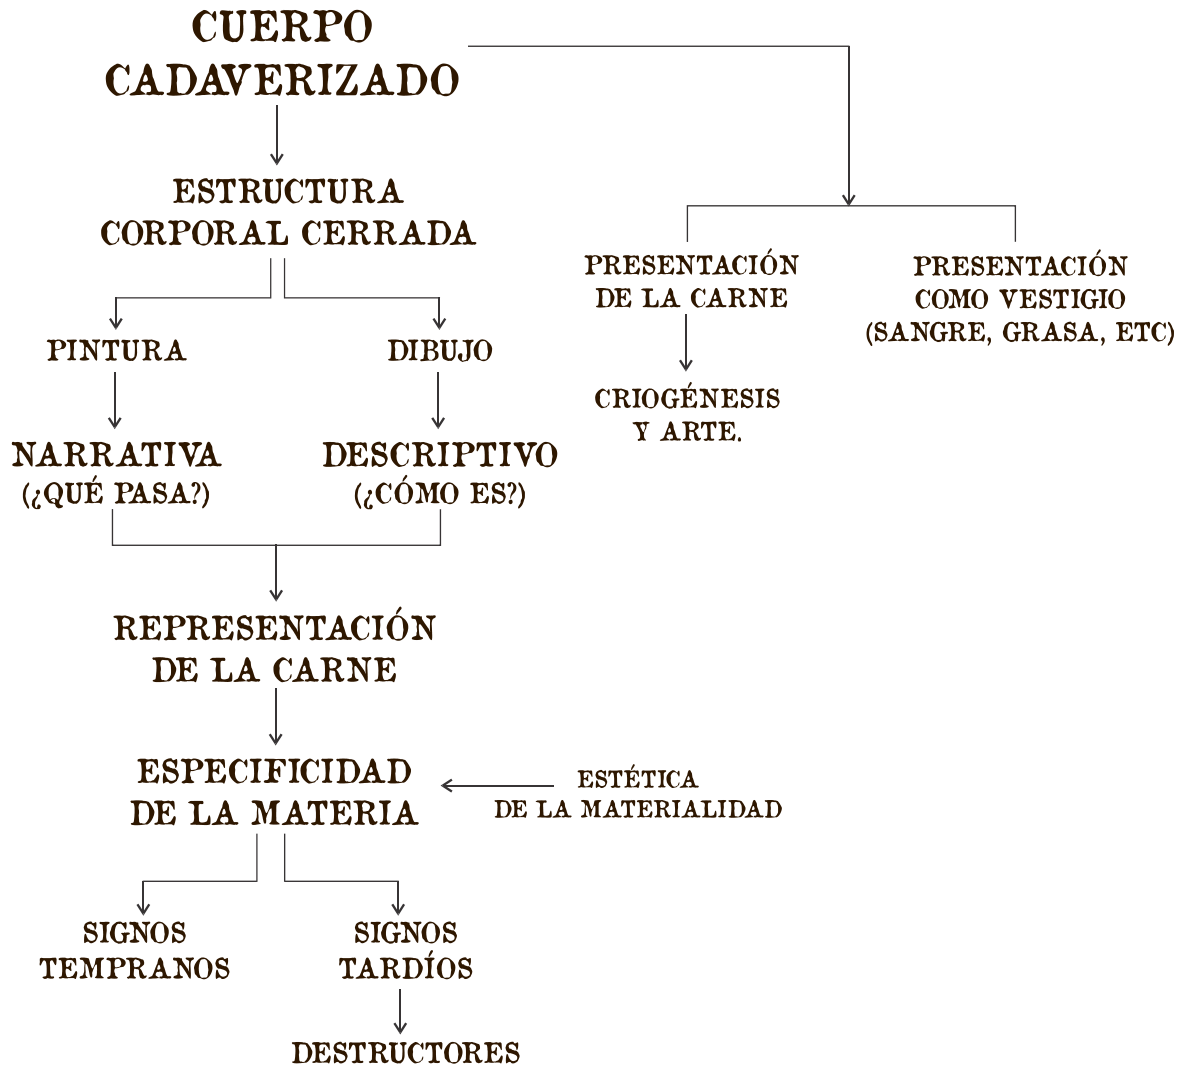 CUERPO
CADAVERIZADO
ESTRUCTURA
CORPORAL CERRADA
PRESENTACIÓN
DE LA CARNE
PRESENTACIÓN
COMO VESTIGIO
(SANGRE, GRASA, ETC)
PINTURA
DIBUJO
CRIOGÉNESIS
Y ARTE.
NARRATIVA
(¿QUÉ PASA?)
DESCRIPTIVO
(¿CÓMO ES?)
REPRESENTACIÓN
DE LA CARNE
ESPECIFICIDAD
DE LA MATERIA
ESTÉTICA
DE LA MATERIALIDAD
SIGNOS
TEMPRANOS
SIGNOS
TARDÍOS
DESTRUCTORES